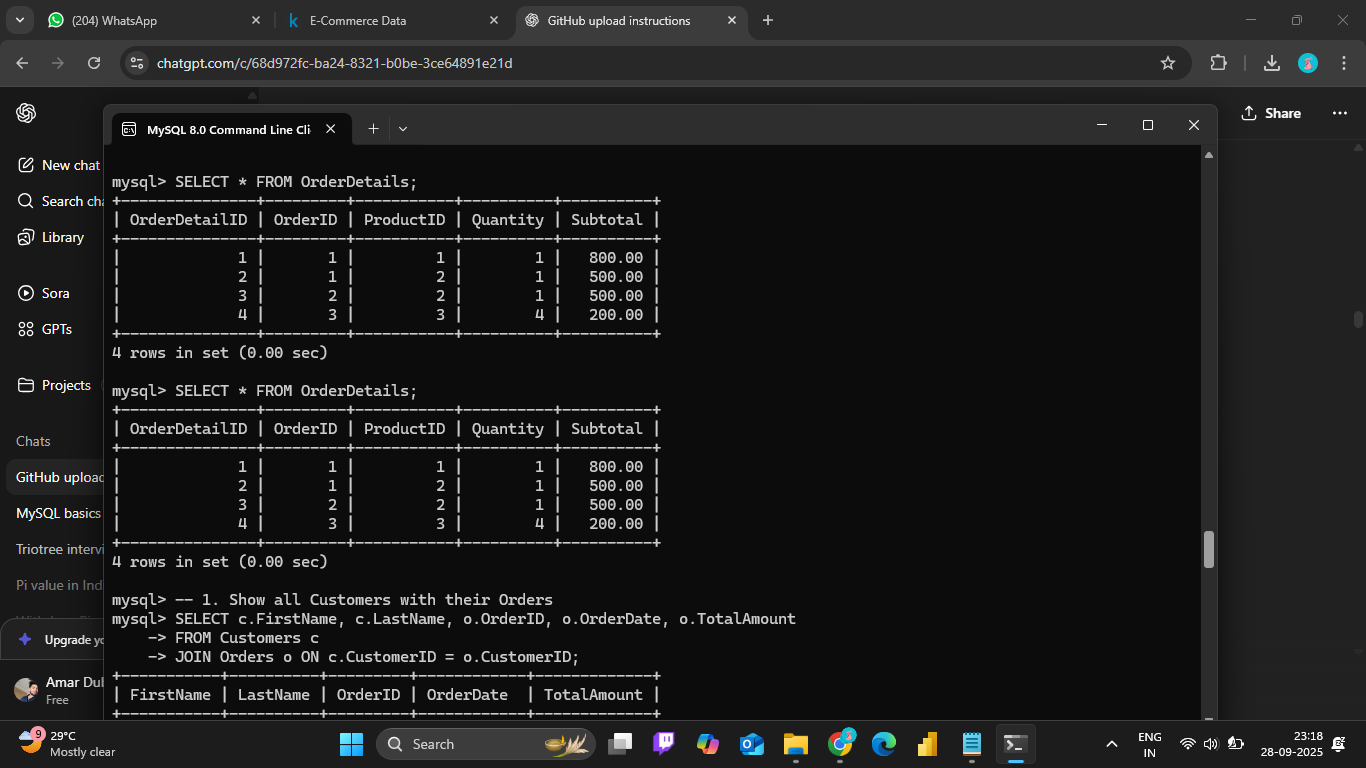 (204) WhatsApp
E-Commerce Data
GitHub upload instructions
chatgpt.com/c/68d972fc-ba24-8321-b0be-3ce64891e21d
Share
New chat
Search cha
Library
Sora
GPTs
Projects
Chats
GitHub upload
MySQL basics
Triotree intervi
Pi value in Ind
Upgrade yo
Amar Dub
Free
MySQL 8.0 Command Line Cli
mysql> SELECT * FROM OrderDetails;
+---------------+---------+-----------+----------+----------+
| OrderDetailID | OrderID | ProductID | Quantity | Subtotal |
+---------------+---------+-----------+----------+----------+
| 1 | 1 | 1 | 1 | 800.00 |
| 2 | 1 | 2 | 1 | 500.00 |
| 3 | 2 | 2 | 1 | 500.00 |
| 4 | 3 | 3 | 4 | 200.00 |
+---------------+---------+-----------+----------+----------+
4 rows in set (0.00 sec)
mysql> SELECT * FROM OrderDetails;
+---------------+---------+-----------+----------+----------+
| OrderDetailID | OrderID | ProductID | Quantity | Subtotal |
+---------------+---------+-----------+----------+----------+
| 1 | 1 | 1 | 1 | 800.00 |
| 2 | 1 | 2 | 1 | 500.00 |
| 3 | 2 | 2 | 1 | 500.00 |
| 4 | 3 | 3 | 4 | 200.00 |
+---------------+---------+-----------+----------+----------+
4 rows in set (0.00 sec)
mysql> -- 1. Show all Customers with their Orders
mysql> SELECT c.FirstName, c.LastName, o.OrderID, o.OrderDate, o.TotalAmount
-> FROM Customers c
-> JOIN Orders o ON c.CustomerID = o.CustomerID;
+-----------+----------+---------+------------+-------------+
| FirstName | LastName | OrderID | OrderDate | TotalAmount |
+-----------+----------+---------+------------+-------------+
9
29°C
Mostly clear
Search
ENG
IN
23:18
28-09-2025